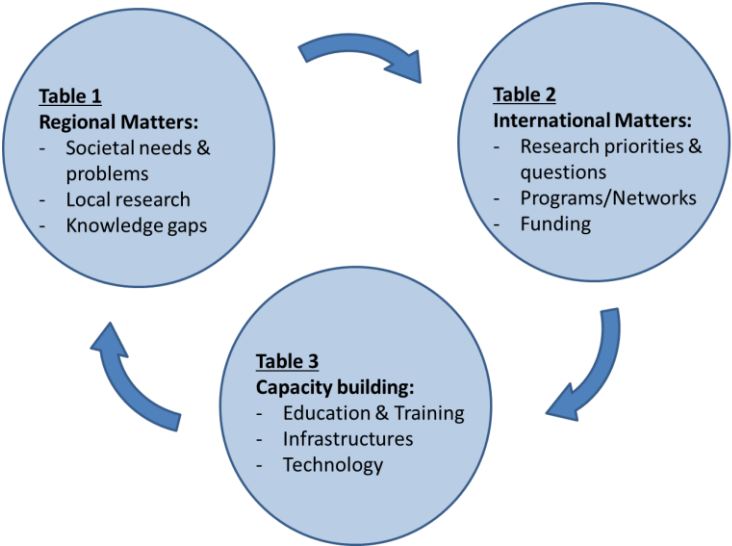 Table 1
Regional Matters:
- Societal needs &
problems
- Local research
- Knowledge gaps
Table 2
International Matters:
- Research priorities &
questions
- Programs/Networks
- Funding
Table 3
Capacity building:
- Education & Training
- Infrastructures
- Technology